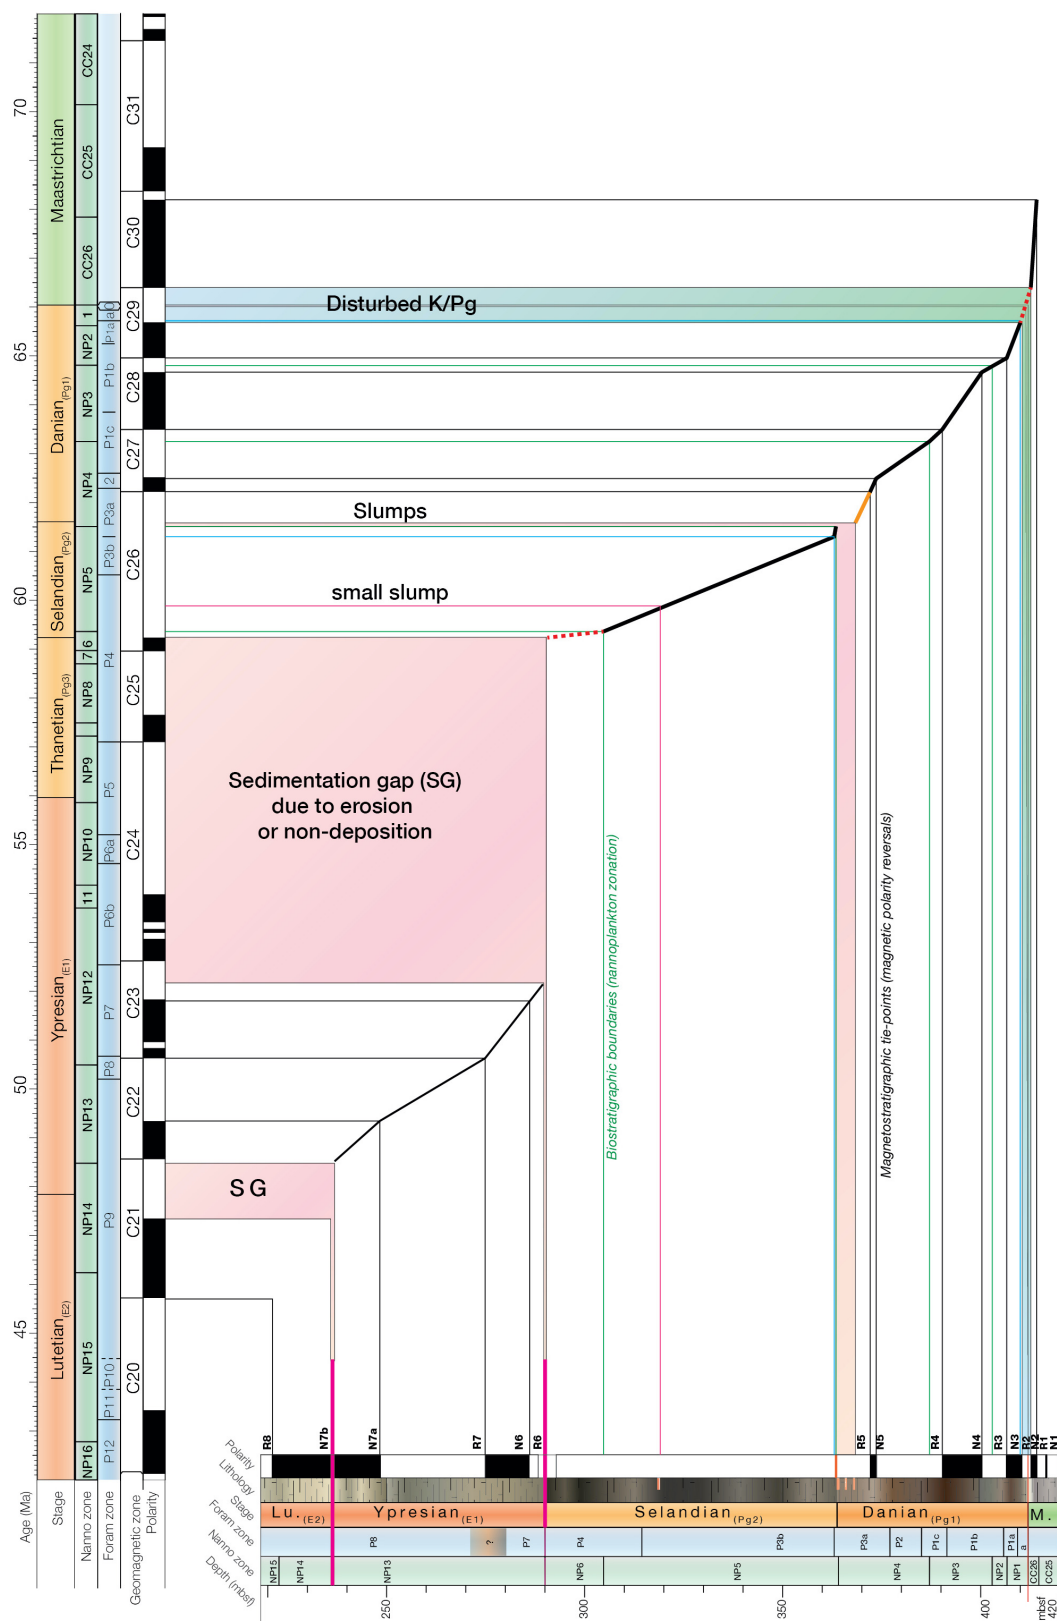 Age (Ma)
45
50
55
60
65
70
Stage
Lutetian(E2)
Ypresian(E1)
Thanetian(Pg3)
Selandian(Pg2)
Danian(Pg1)
Maastrichtian
Nanno zone
NP16
NP15
NP14
NP13
NP12
11
NP10
NP9
NP8
7
6
NP5
NP4
NP3
NP2
1
CC26
CC25
CC24
Foram zone
P12
P11
P10
P9
P8
P7
P6b
P6a
P5
P4
P3b
P3a
2
P1c
P1b
P1a
a
0
Geomagnetic zone
C20
C21
C22
C23
C24
C25
C26
C27
C28
C29
C30
C31
Polarity
Disturbed K/Pg
Slumps
small slump
Sedimentation gap (SG)
due to erosion
or non-deposition
SG
Biostratigraphic boundaries (nannoplankton zonation)
Magnetostratigraphic tie-points (magnetic polarity reversals)
Polarity
R8
N7b
N7a
R7
N6
R6
R5
N5
R4
N4
R3
N3
R2
N2
R1
N1
Lithology
Stage
Lu.(E2)
Ypresian(E1)
Selandian(Pg2)
Danian(Pg1)
M.
Foram zone
P8
?
P7
P4
P3b
P3a
P2
P1c
P1b
P1a
a
Nanno zone
NP15
NP14
NP13
NP6
NP5
NP4
NP3
NP2
NP1
CC26
CC25
Depth (mbsf)
250
300
350
400
mbsf
420